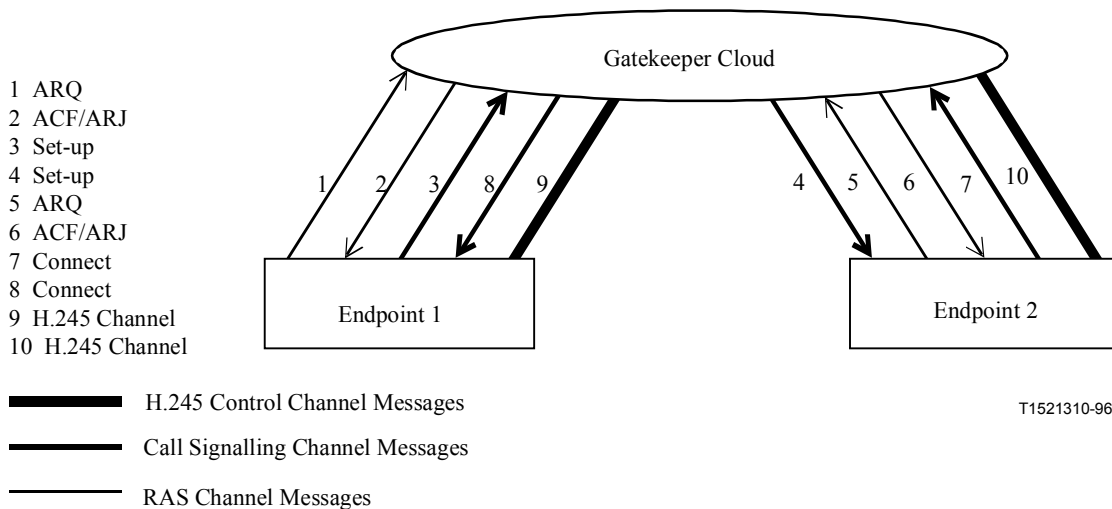 Gatekeeper Cloud
1 ARQ
2 ACF/ARJ
3 Set-up
4 Set-up
5 ARQ
6 ACF/ARJ
7 Connect
8 Connect
9 H.245 Channel
10 H.245 Channel
1
2
3
8
9
4
5
6
7
10
Endpoint 1
Endpoint 2
H.245 Control Channel Messages
T1521310-96
Call Signalling Channel Messages
RAS Channel Messages